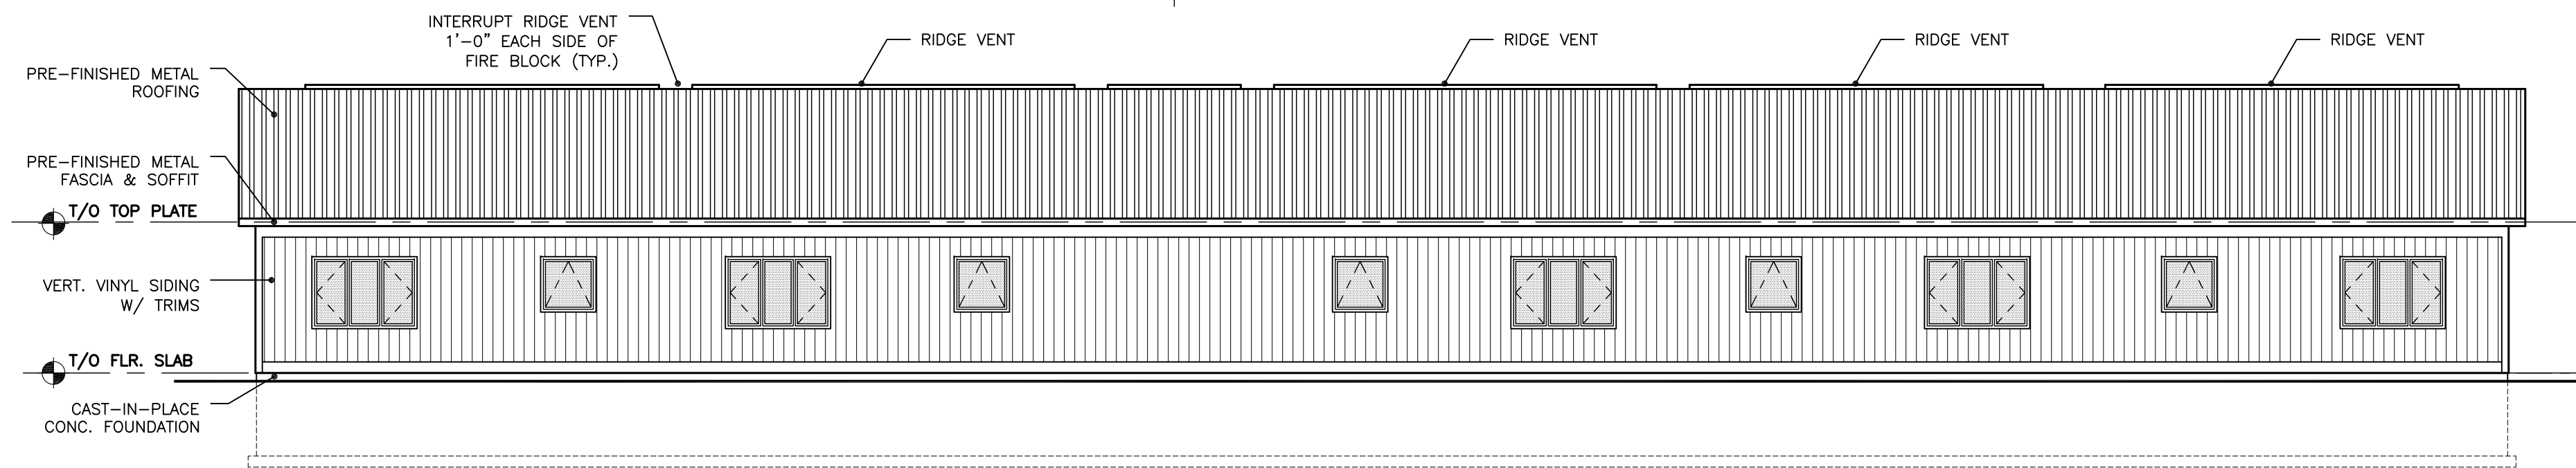 INTERRUPT RIDGE VENT
1'-0" EACH SIDE OF
FIRE BLOCK (TYP.)
RIDGE VENT
RIDGE VENT
RIDGE VENT
RIDGE VENT
PRE-FINISHED METAL
ROOFING
PRE-FINISHED METAL
FASCIA & SOFFIT
T/O TOP PLATE
VERT. VINYL SIDING
W/ TRIMS
T/O FLR. SLAB
CAST-IN-PLACE
CONC. FOUNDATION